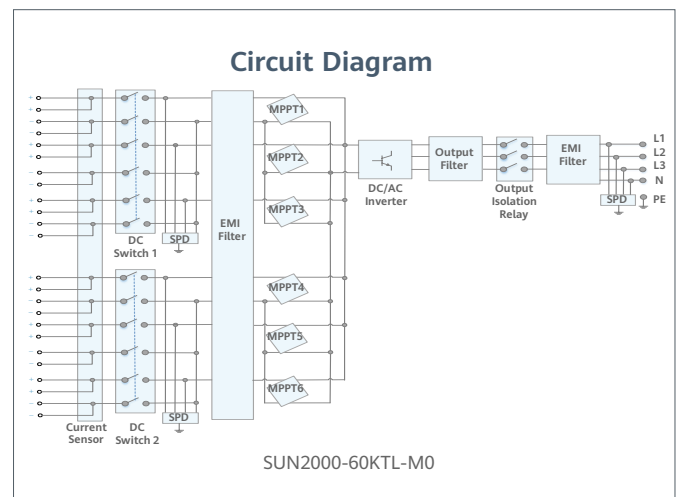 Circuit Diagram
+
+
−
−
+
+
−
−
+
+
−
−
DC
Switch 1
SPD
EMI
Filter
MPPT1
MPPT2
MPPT3
DC/AC
Inverter
Output
Filter
Output
Isolation
Relay
EMI
Filter
SPD
L1
L2
L3
N
PE
+
+
−
−
+
+
−
−
+
+
−
−
Current
Sensor
DC
Switch 2
SPD
MPPT4
MPPT5
MPPT6
SUN2000-60KTL-M0